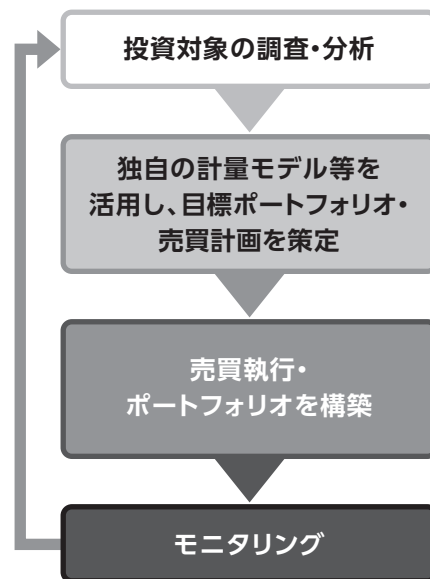 投資対象の調査・分析
独自の計量モデル等を
活用し、目標ポートフォリオ・
売買計画を策定
売買執行・
ポートフォリオを構築
モニタリング